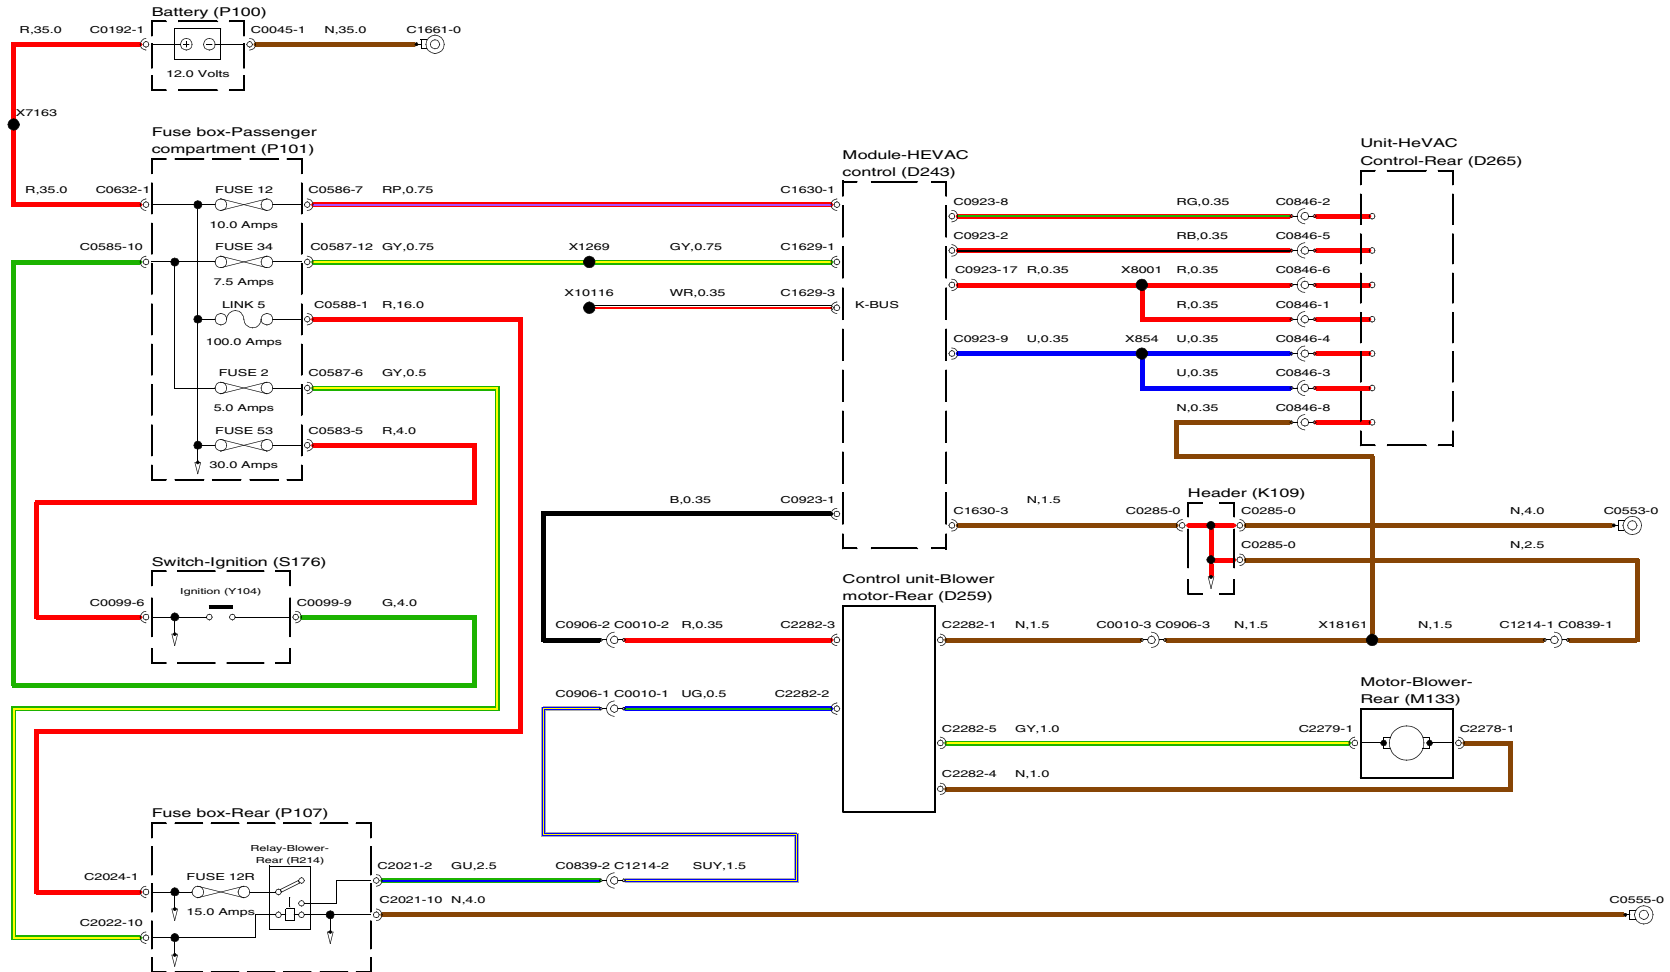 Battery (P100)
R,35.0 C0192-1 C0045-1 N,35.0 C1661-0
12.0 Volts
X7163
Fuse box-Passenger
compartment (P101)
R,35.0 C0632-1 FUSE 12 C0586-7 RP,0.75 C1630-1
10.0 Amps
C0585-10 FUSE 34 C0587-12 GY,0.75 X1269 GY,0.75 C1629-1
7.5 Amps
X10116 WR,0.35 C1629-3
LINK 5 C0588-1 R,16.0
100.0 Amps
FUSE 2 C0587-6 GY,0.5
5.0 Amps
FUSE 53 C0583-5 R,4.0
30.0 Amps
Module-HEVAC
control (D243)
K-BUS
Unit-HeVAC
Control-Rear (D265)
C0923-8 RG,0.35 C0846-2
C0923-2 RB,0.35 C0846-5
C0923-17 R,0.35 X8001 R,0.35 C0846-6
R,0.35 C0846-1
C0923-9 U,0.35 X854 U,0.35 C0846-4
U,0.35 C0846-3
N,0.35 C0846-8
B,0.35 C0923-1
Header (K109)
C1630-3 N,1.5 C0285-0 C0285-0 N,4.0 C0553-0
C0285-0 N,2.5
Switch-Ignition (S176)
Ignition (Y104)
C0099-6 C0099-9 G,4.0
Control unit-Blower
motor-Rear (D259)
C0906-2 C0010-2 R,0.35 C2282-3 C2282-1 N,1.5 C0010-3 C0906-3 N,1.5 X18161 N,1.5 C1214-1 C0839-1
C0906-1 C0010-1 UG,0.5 C2282-2
Motor-Blower-
Rear (M133)
C2282-5 GY,1.0 C2279-1 C2278-1
C2282-4 N,1.0
Fuse box-Rear (P107)
Relay-Blower-
Rear (R214)
C2024-1 FUSE 12R C2021-2 GU,2.5 C0839-2 C1214-2 SUY,1.5
15.0 Amps
C2022-10 C2021-10 N,4.0 C0555-0